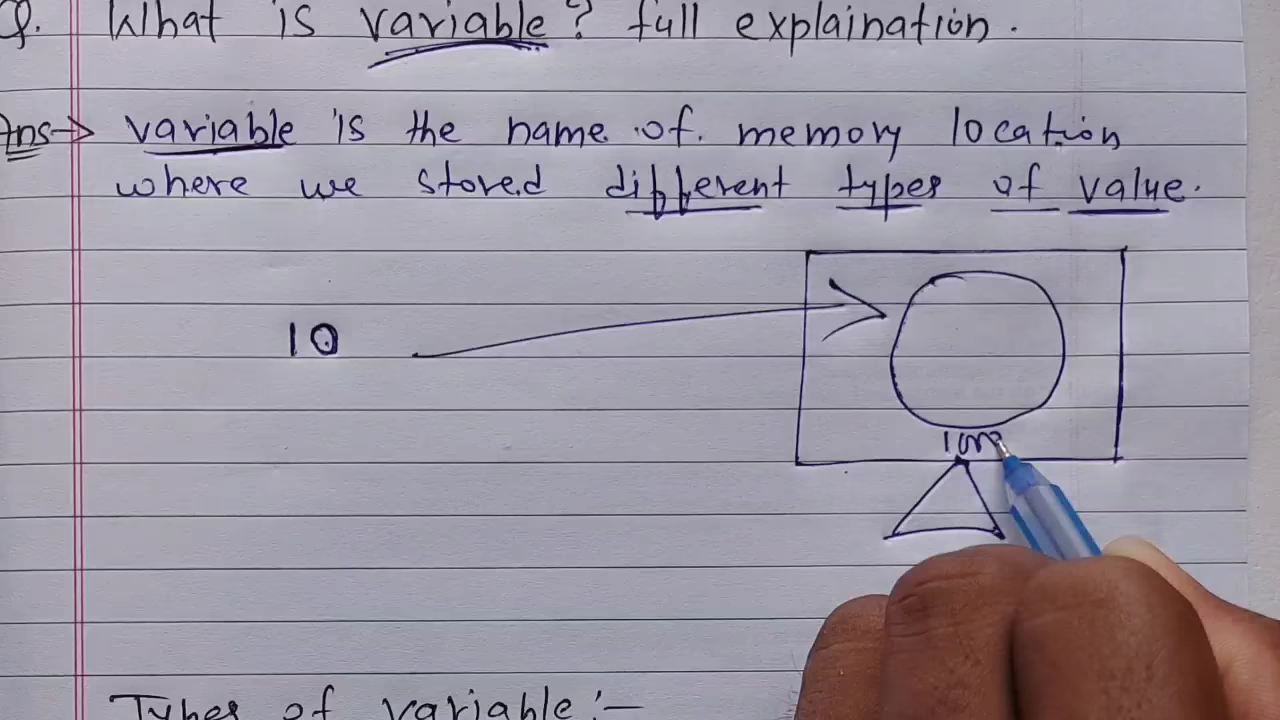 Q. What is variable? full explaination.
Ans→ variable is the name of memory location
where we stored different types of value.
10
Types of variable:-